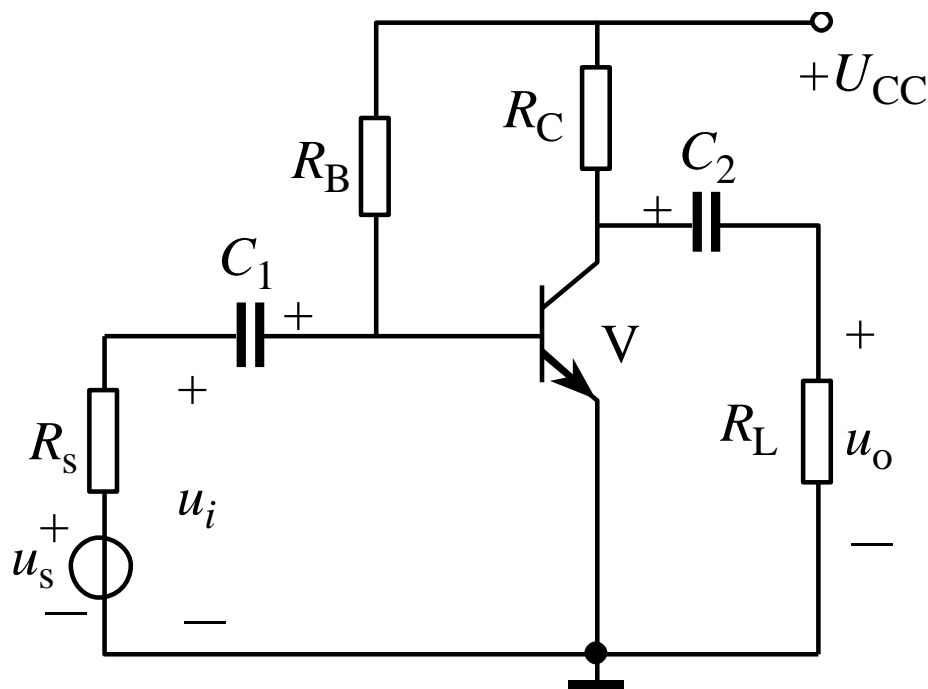 +U_CC
R_C
R_B
C_2
+
C_1
+
V
+
+
R_s
R_L
u_o
u_i
+
u_s
—
—
—